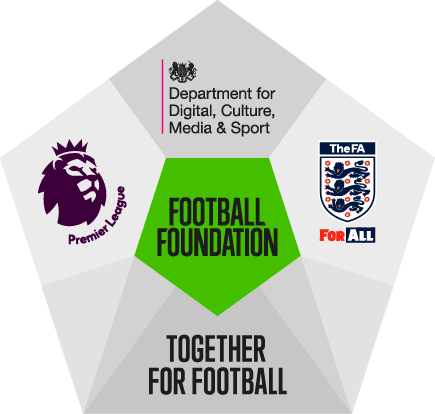 Department for
Digital, Culture,
Media & Sport
Premier League
TheFA
FOR ALL
FOOTBALL
FOUNDATION
TOGETHER
FOR FOOTBALL